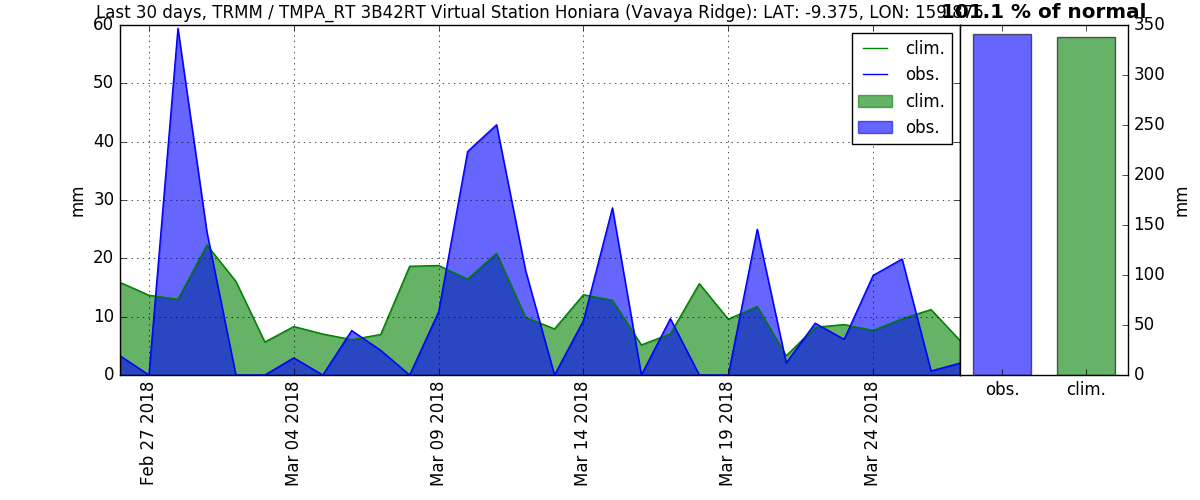 Last 30 days, TRMM / TMPA_RT 3B42RT Virtual Station Honiara (Vavaya Ridge): LAT: -9.375, LON:
101.1 % of normal
60
50
40
30
20
10
0
mm
clim.
obs.
clim.
obs.
350
300
250
200
150
100
50
0
mm
obs.
clim.
Feb 27 2018
Mar 04 2018
Mar 09 2018
Mar 14 2018
Mar 19 2018
Mar 24 2018